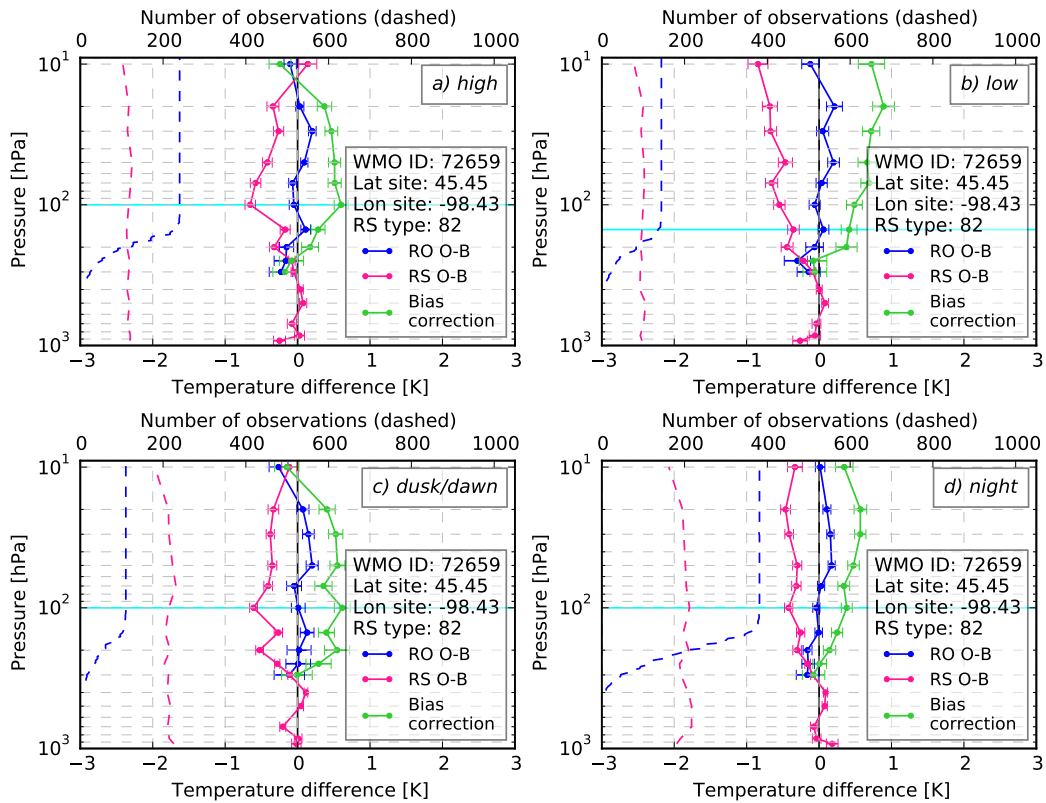 Number of observations (dashed)
0 200 400 600 800 1000
10¹
a) high
WMO ID: 72659
Lat site: 45.45
Lon site: -98.43
RS type: 82
RO O-B
RS O-B
Bias
correction
10²
10³
Pressure [hPa]
−3 −2 −1 0 1 2 3
Temperature difference [K]
Number of observations (dashed)
0 200 400 600 800 1000
10¹
b) low
WMO ID: 72659
Lat site: 45.45
Lon site: -98.43
RS type: 82
RO O-B
RS O-B
Bias
correction
10²
10³
Pressure [hPa]
−3 −2 −1 0 1 2 3
Temperature difference [K]
Number of observations (dashed)
0 200 400 600 800 1000
10¹
c) dusk/dawn
WMO ID: 72659
Lat site: 45.45
Lon site: -98.43
RS type: 82
RO O-B
RS O-B
Bias
correction
10²
10³
Pressure [hPa]
−3 −2 −1 0 1 2 3
Temperature difference [K]
Number of observations (dashed)
0 200 400 600 800 1000
10¹
d) night
WMO ID: 72659
Lat site: 45.45
Lon site: -98.43
RS type: 82
RO O-B
RS O-B
Bias
correction
10²
10³
Pressure [hPa]
−3 −2 −1 0 1 2 3
Temperature difference [K]